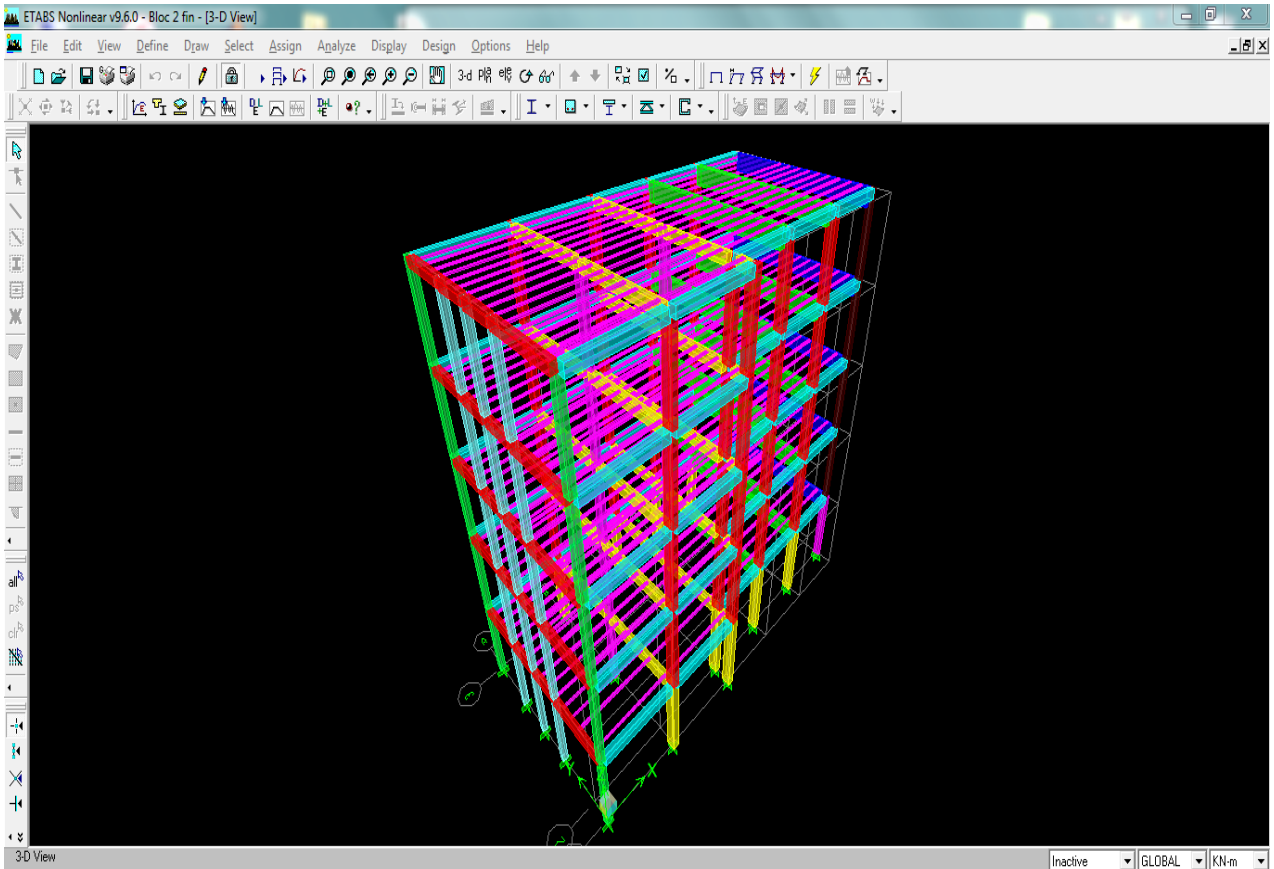 ETABS Nonlinear v9.6.0 - Bloc 2 fin - [3-D View]
File Edit View Define Draw Select Assign Analyze Display Design Options Help
3-d
all
ps
clr
X
3-D View
Inactive GLOBAL KN-m